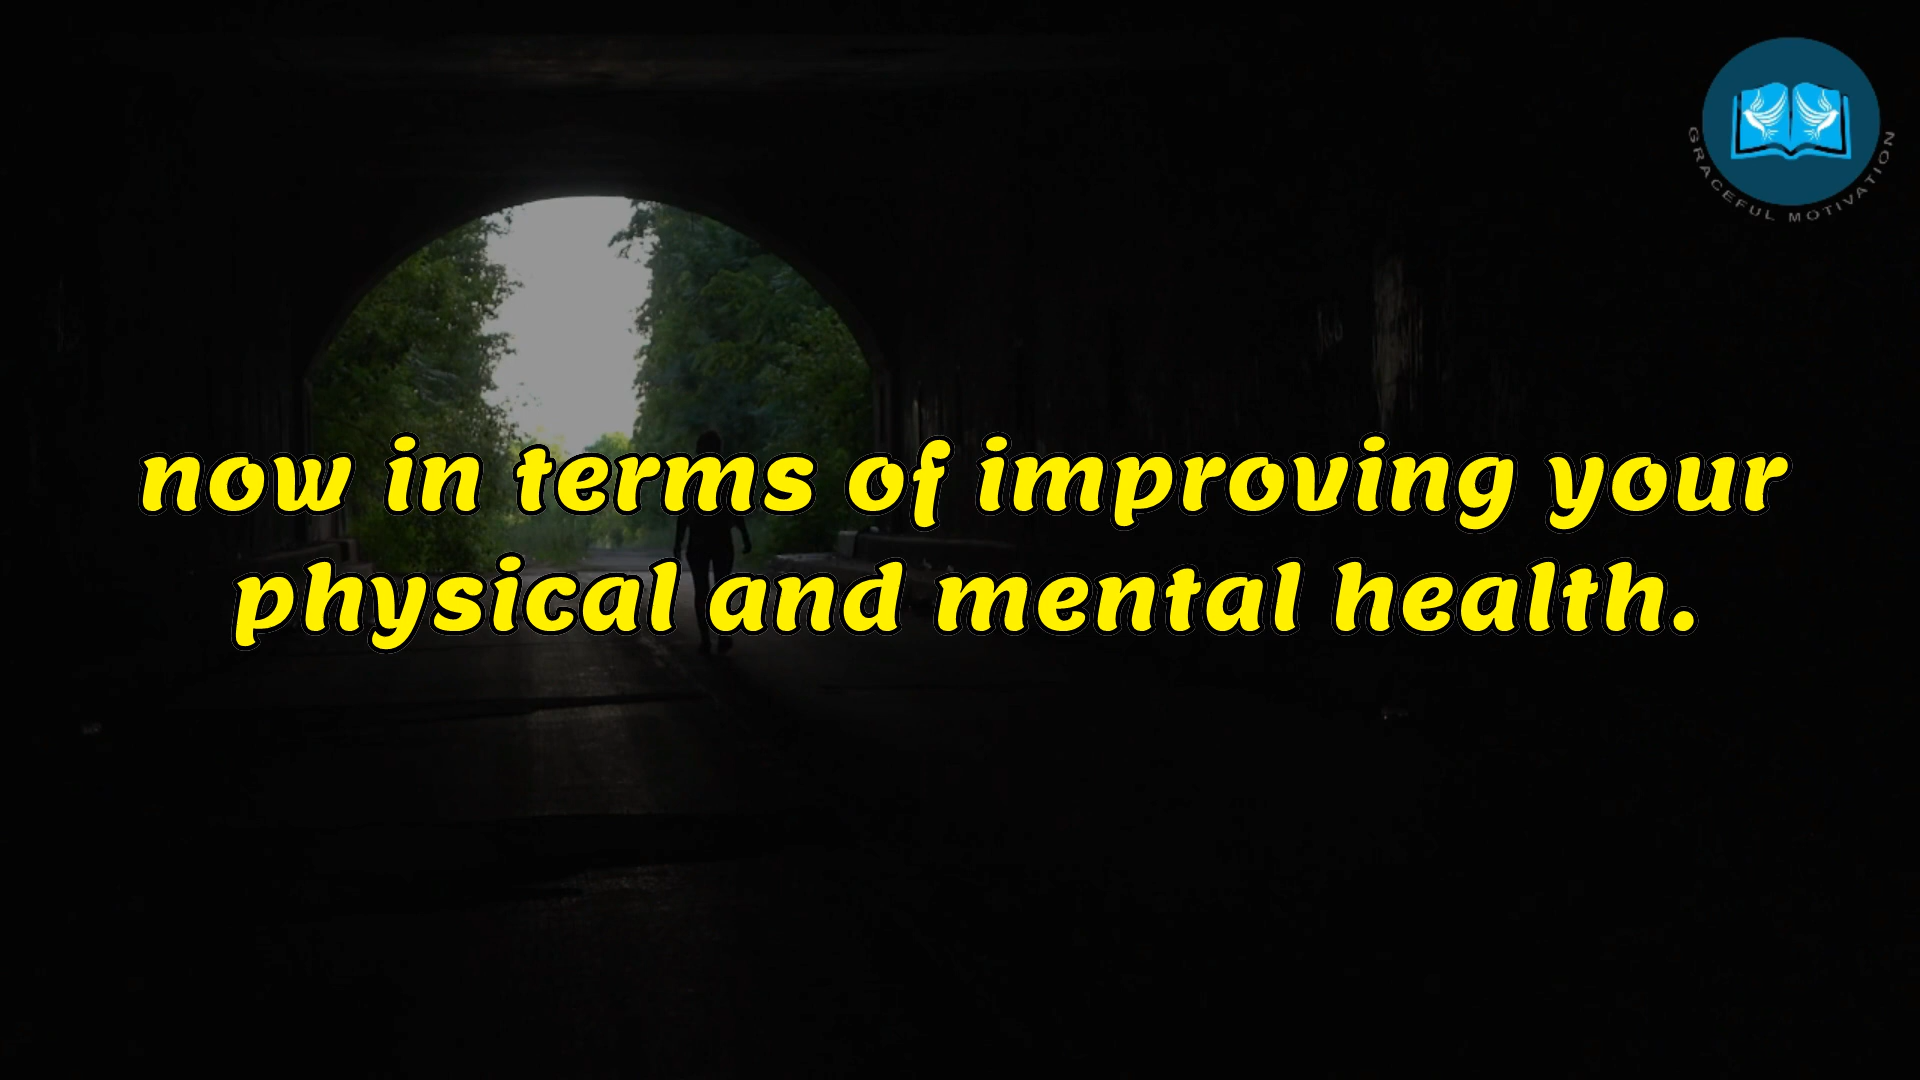 GRACEFUL MOTIVATION
now in terms of improving your
physical and mental health.